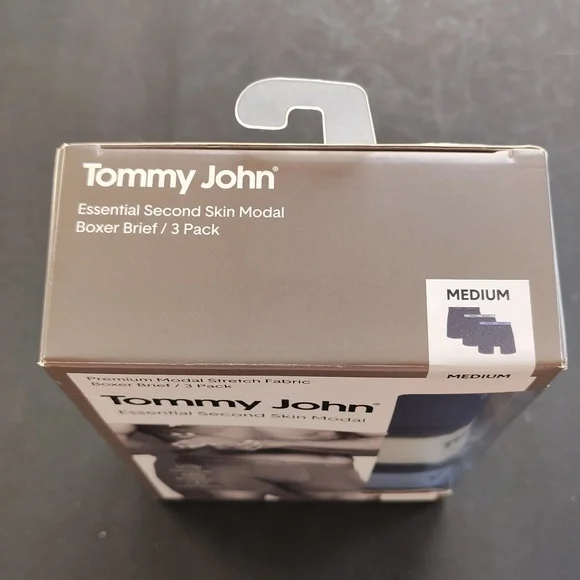 Tommy John®
Essential Second Skin Modal
Boxer Brief / 3 Pack
MEDIUM
MEDIUM
Premium Modal Stretch Fabric
Boxer Brief / 3 Pack
Tommy John®
Essential Second Skin Modal